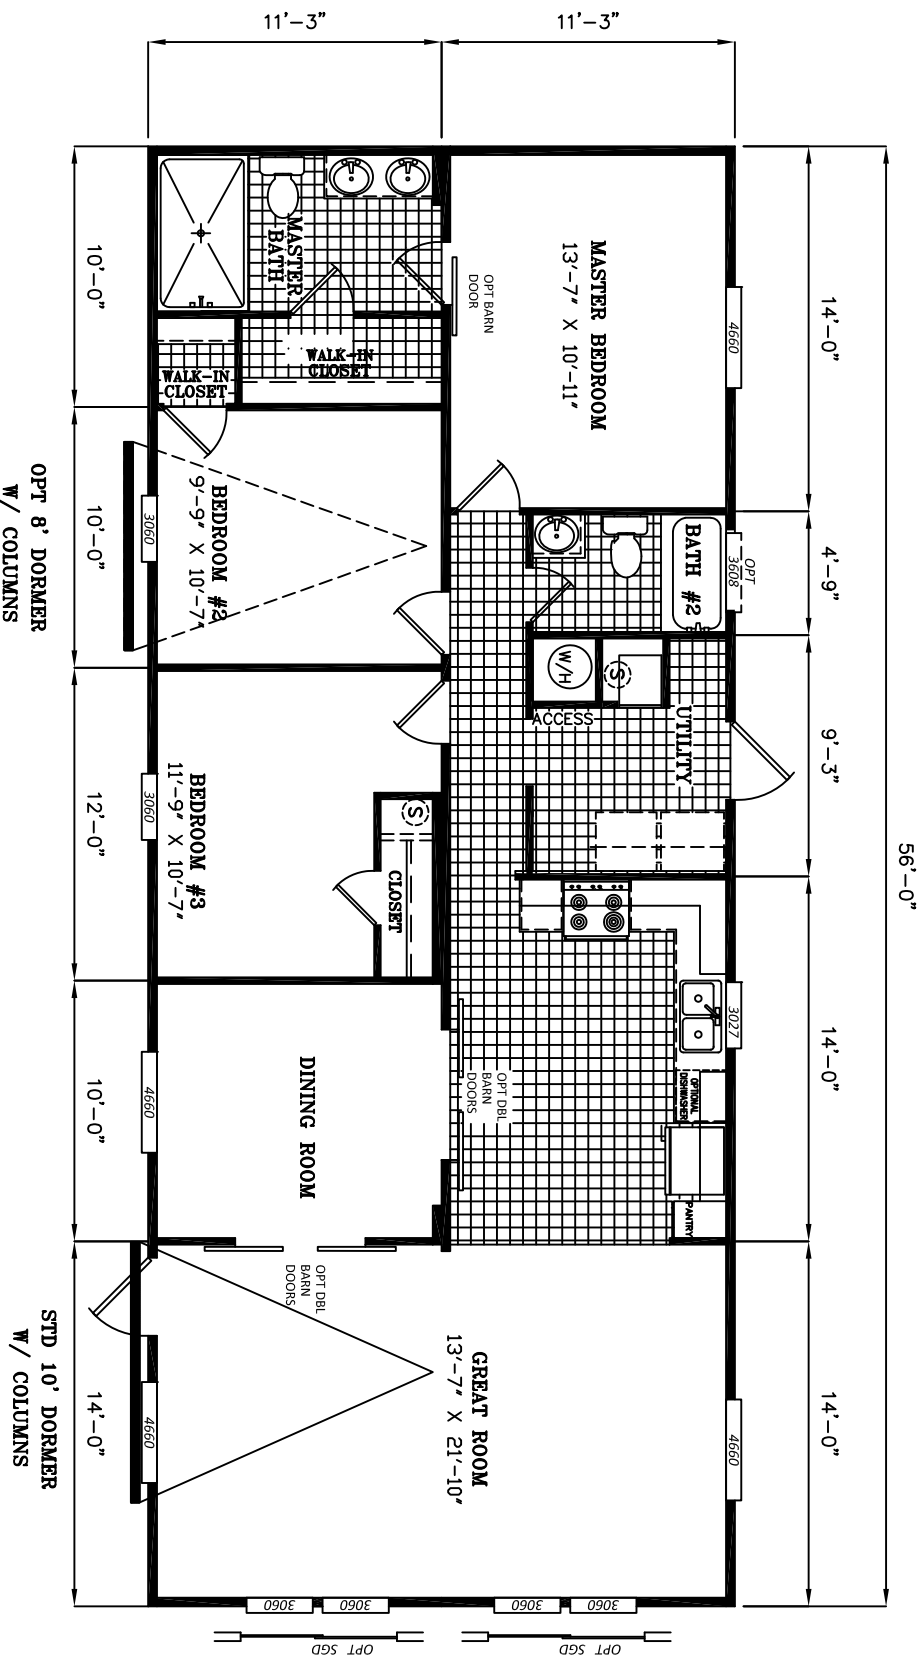 11'-3"
11'-3"
56'-0"
14'-0"
4'-9"
9'-3"
14'-0"
14'-0"
4660
OPT
3608
3027
4660
MASTER BEDROOM
13'-7" X 10'-11"
OPT BARN
DOOR
BATH #2
UTILITY
W/H
S
ACCESS
OPTIONAL
DISHWASHER
PANTRY
OPT DBL
BARN
DOORS
GREAT ROOM
13'-7" X 21'-10"
MASTER
BATH
WALK-IN
CLOSET
WALK-IN
CLOSET
BEDROOM #2
9'-9" X 10'-7"
BEDROOM #3
11'-9" X 10'-7"
S
CLOSET
DINING ROOM
OPT DBL
BARN
DOORS
3060
3060
4660
4660
3060
3060
3060
3060
OPT SGD
OPT SGD
10'-0"
10'-0"
12'-0"
10'-0"
14'-0"
OPT 8' DORMER
W/ COLUMNS
STD 10' DORMER
W/ COLUMNS